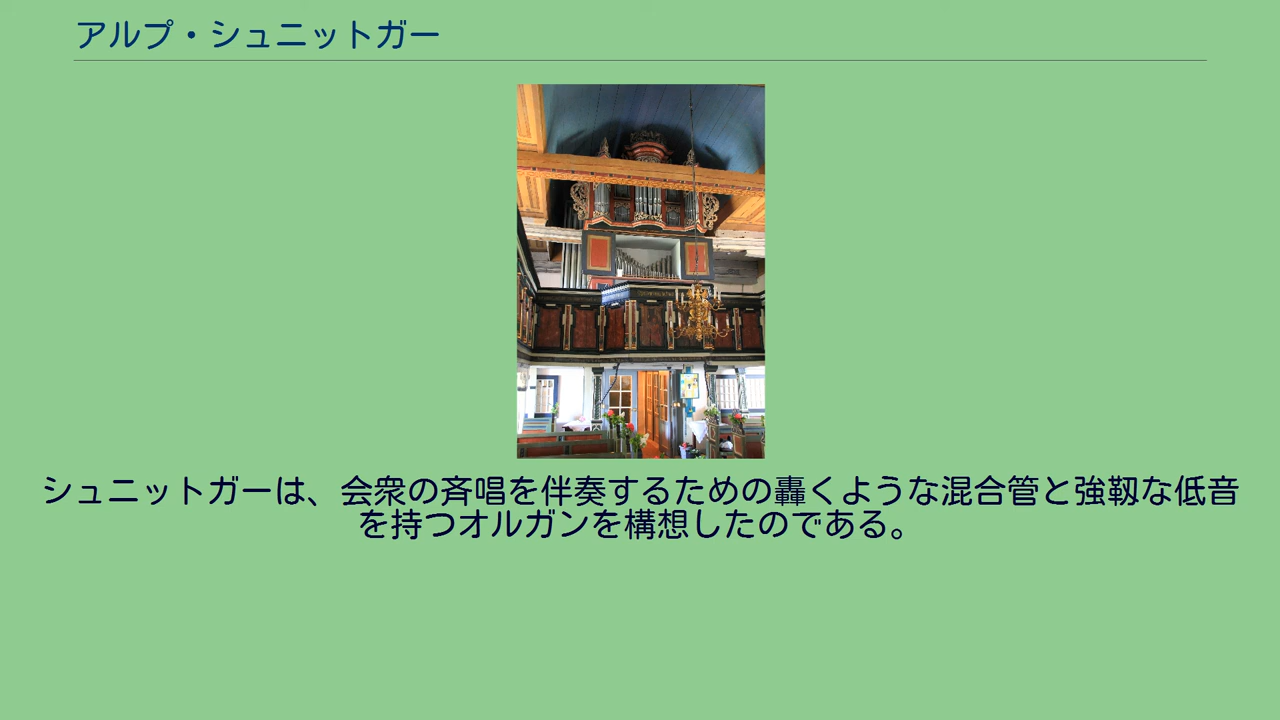 アルプ・シュニットガー
シュニットガーは、会衆の斉唱を伴奏するための轟くような混合管と強靱な低音
を持つオルガンを構想したのである。